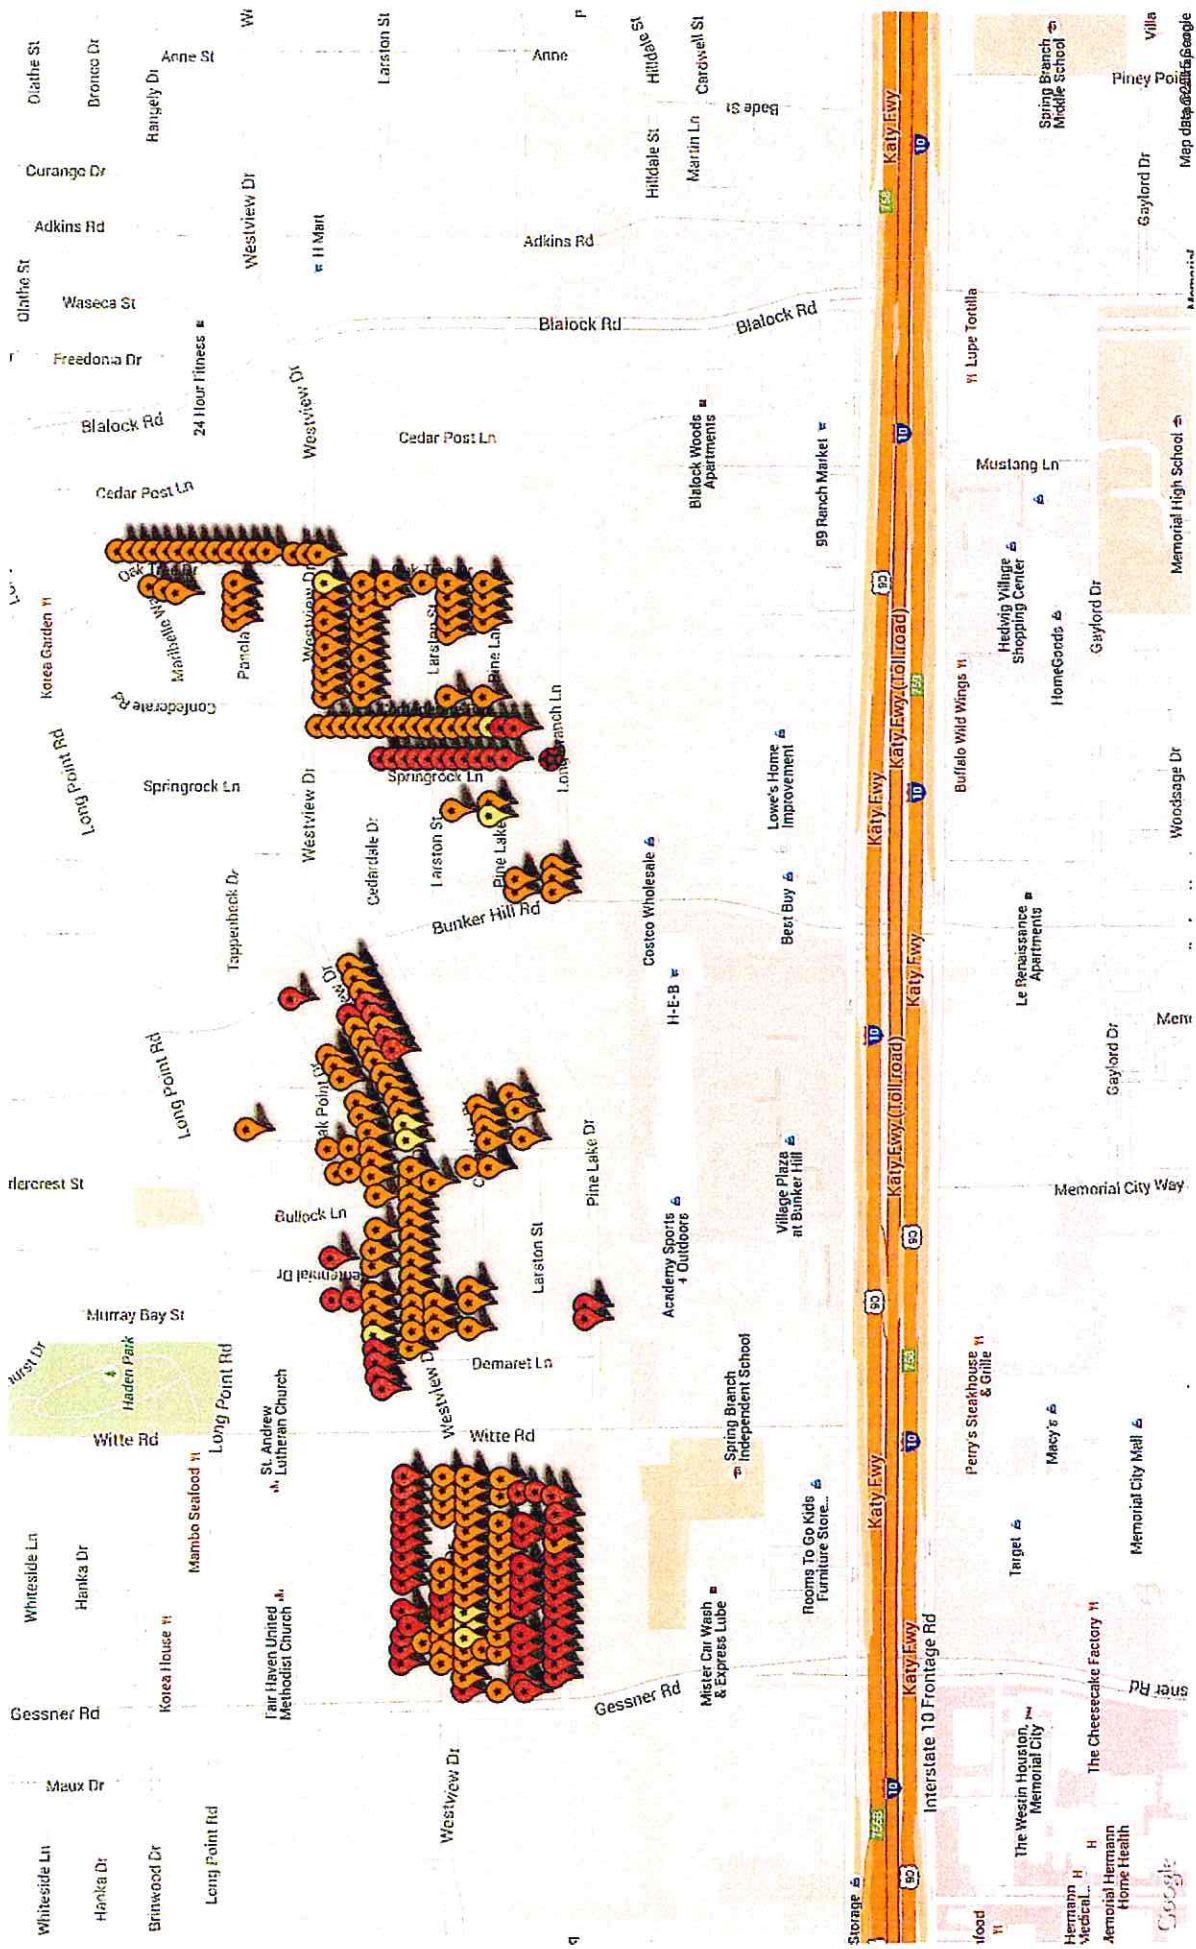 Olathe St
Bronco Dr
Rangely Dr
Anne St
Larston St
Anne
Hilldale St
Cardwell St
Bade St
Katy Fwy
10
Spring Branch
Middle School
Villa
Curango Dr
Westview Dr
Hilldale St
Martin Ln
758
Gaylord Dr
Adkins Rd
H Mart
Adkins Rd
Olathe St
Waseca St
Freedonia Dr
24 Hour Fitness
Blalock Rd
Blalock Rd
Lupe Tortilla
Blalock Rd
Westview Dr
Cedar Post Ln
Blalock Woods
Apartments
99 Ranch Market
10
Mustang Ln
Memorial High School
Cedar Post Ln
Oak Tree Dr
Korea Garden
Panola
Westview Dr
Larston St
Pine Lake
Hedwig Village
Shopping Center
HomeGoods
Gaylord Dr
Confederate Rd
Long Point Rd
Springrock Ln
Springrock Ln
Westview Dr
Katy Fwy (Toll road)
759
Buffalo Wild Wings
Lowe's Home
Improvement
Katy Fwy
10
Woodsage Dr
Cedardale Dr
Larston St
Pine Lake
Tappenbeck Dr
Bunker Hill Rd
Costco Wholesale
Best Buy
Le Renaissance
Apartments
Katy Fwy
H-E-B
10
Long Point Rd
Gaylord Dr
Katy Fwy (Toll road)
Pine Lake Dr
Village Plaza
at Bunker Hill
Memorial City Way
Bullock Ln
Larston St
Academy Sports
+ Outdoors
Murray Bay St
Haden Park
Long Point Rd
Demaret Ln
Perry's Steakhouse
& Grille
Witte Rd
Witte Rd
St. Andrew
Lutheran Church
Spring Branch
Independent School
Macy's
Memorial City Mall
10
Mambo Seafood
Katy Fwy
Rooms To Go Kids
Furniture Store...
Target
Whiteside Ln
Hanka Dr
Korea House
Fair Haven United
Methodist Church
Mister Car Wash
& Express Lube
Katy Fwy
Interstate 10 Frontage Rd
The Cheesecake Factory
Gessner Rd
Gessner Rd
Maux Dr
Westview Dr
The Westin Houston,
Memorial City
10
Whiteside Ln
Hanka Dr
Brinwood Dr
Long Point Rd
Storage
Hermann
Medical...
Memorial Hermann
Home Health
Google